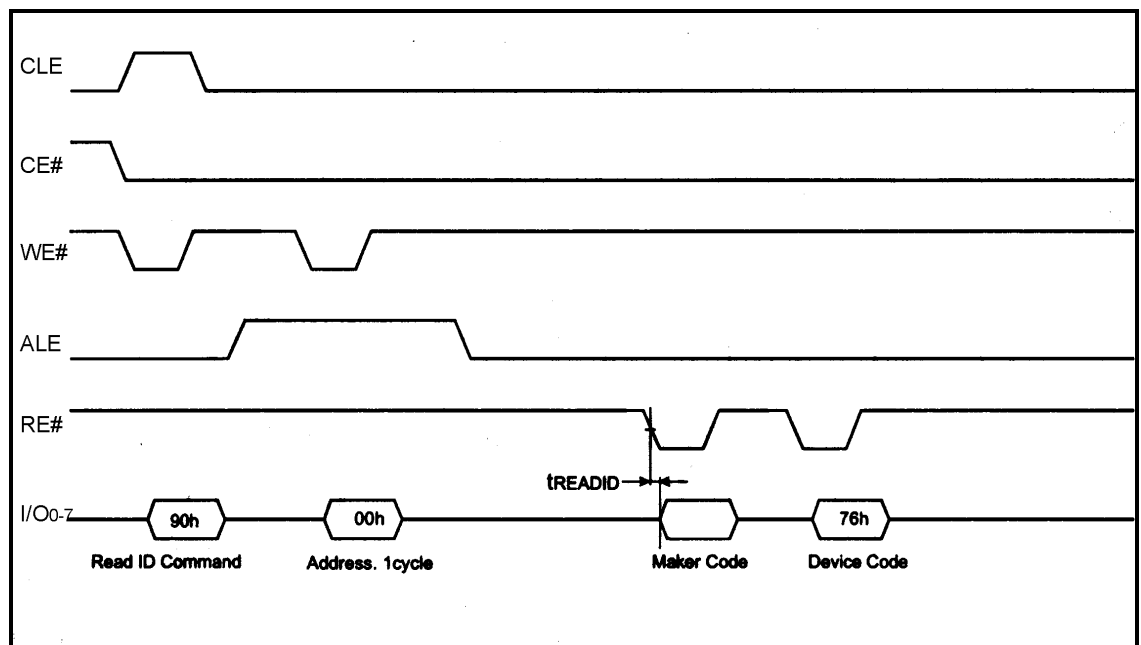 CLE
CE#
WE#
ALE
RE#
tREADID
I/O0-7 90h 00h 76h
Read ID Command Address. 1cycle Maker Code Device Code